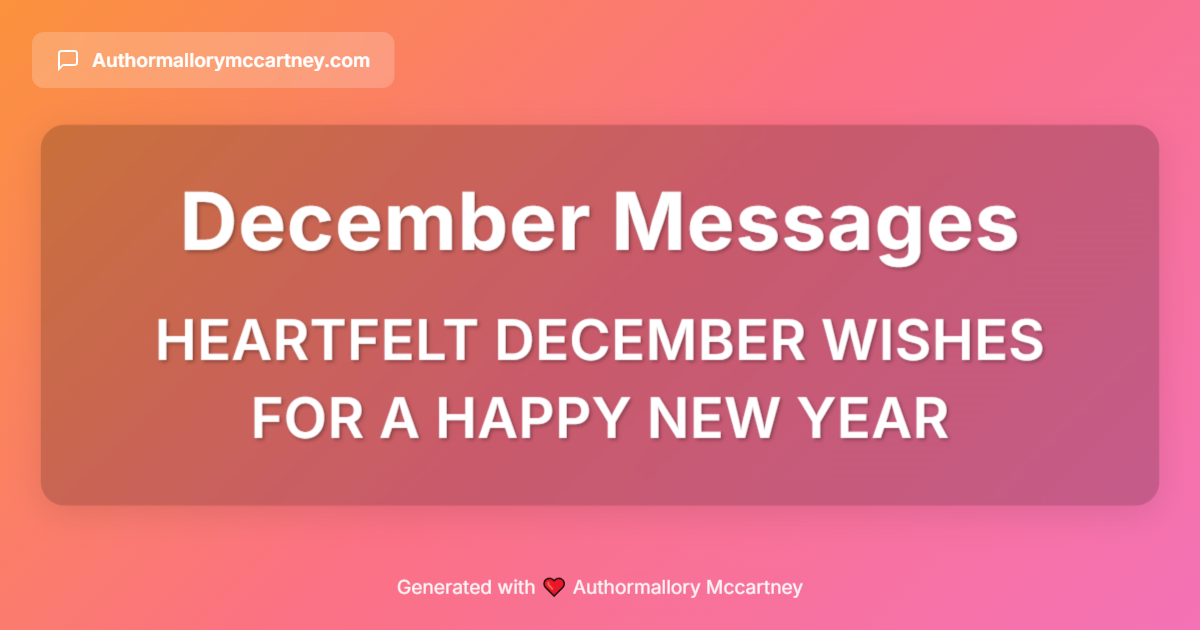 Authormallorymccartney.com
December Messages
HEARTFELT DECEMBER WISHES
FOR A HAPPY NEW YEAR
Generated with ❤️ Authormallory Mccartney